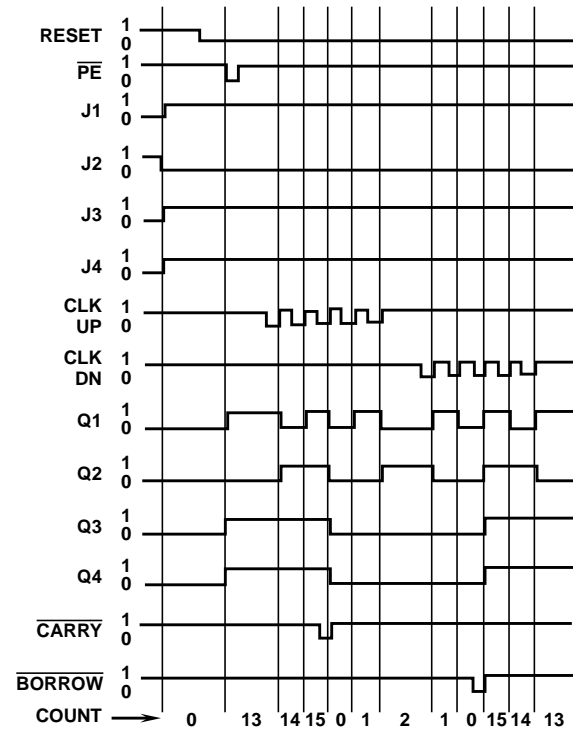 RESET 1 0
PE 1 0
J1 1 0
J2 1 0
J3 1 0
J4 1 0
CLK UP 1 0
CLK DN 1 0
Q1 1 0
Q2 1 0
Q3 1 0
Q4 1 0
CARRY 1 0
BORROW 1 0
COUNT 0 13 14 15 0 1 2 1 0 15 14 13